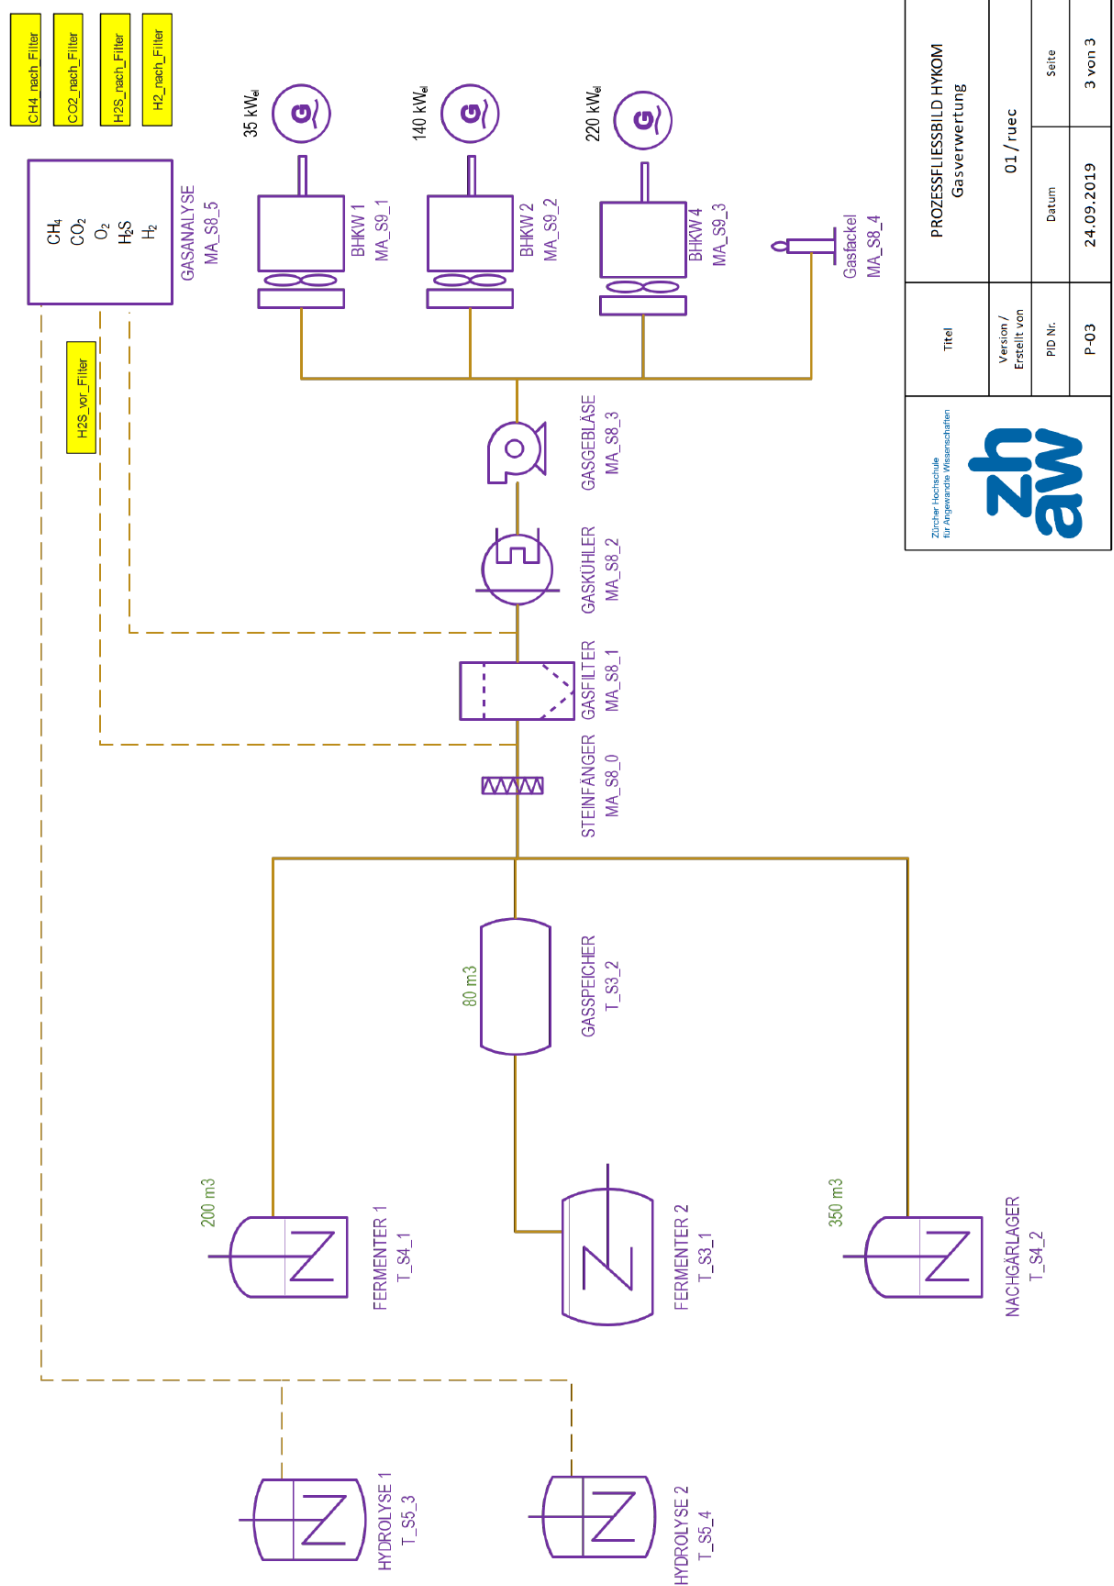 CH4_nach_Filter
CO2_nach_Filter
H2S_nach_Filter
H2_nach_Filter
CH₄
CO₂
O₂
H₂S
H₂
GASANALYSE
MA_S8_5
H2S_vor_Filter
35 kWel
G
BHKW 1
MA_S9_1
140 kWel
G
BHKW 2
MA_S9_2
220 kWel
G
BHKW 4
MA_S9_3
Gasfackel
MA_S8_4
GASGEBLÄSE
MA_S8_3
GASKÜHLER
MA_S8_2
GASFILTER
MA_S8_1
STEINFÄNGER
MA_S8_0
80 m3
GASSPEICHER
T_S3_2
200 m3
FERMENTER 1
T_S4_1
FERMENTER 2
T_S3_1
350 m3
NACHGÄRLAGER
T_S4_2
HYDROLYSE 1
T_S5_3
HYDROLYSE 2
T_S5_4
Zürcher Hochschule
für Angewandte Wissenschaften
zh
aw
Titel
PROZESSFLIESSBILD HYKOM
Gasverwertung
Version /
Erstellt von
01 / ruec
PID Nr.
Datum
Seite
P-03
24.09.2019
3 von 3